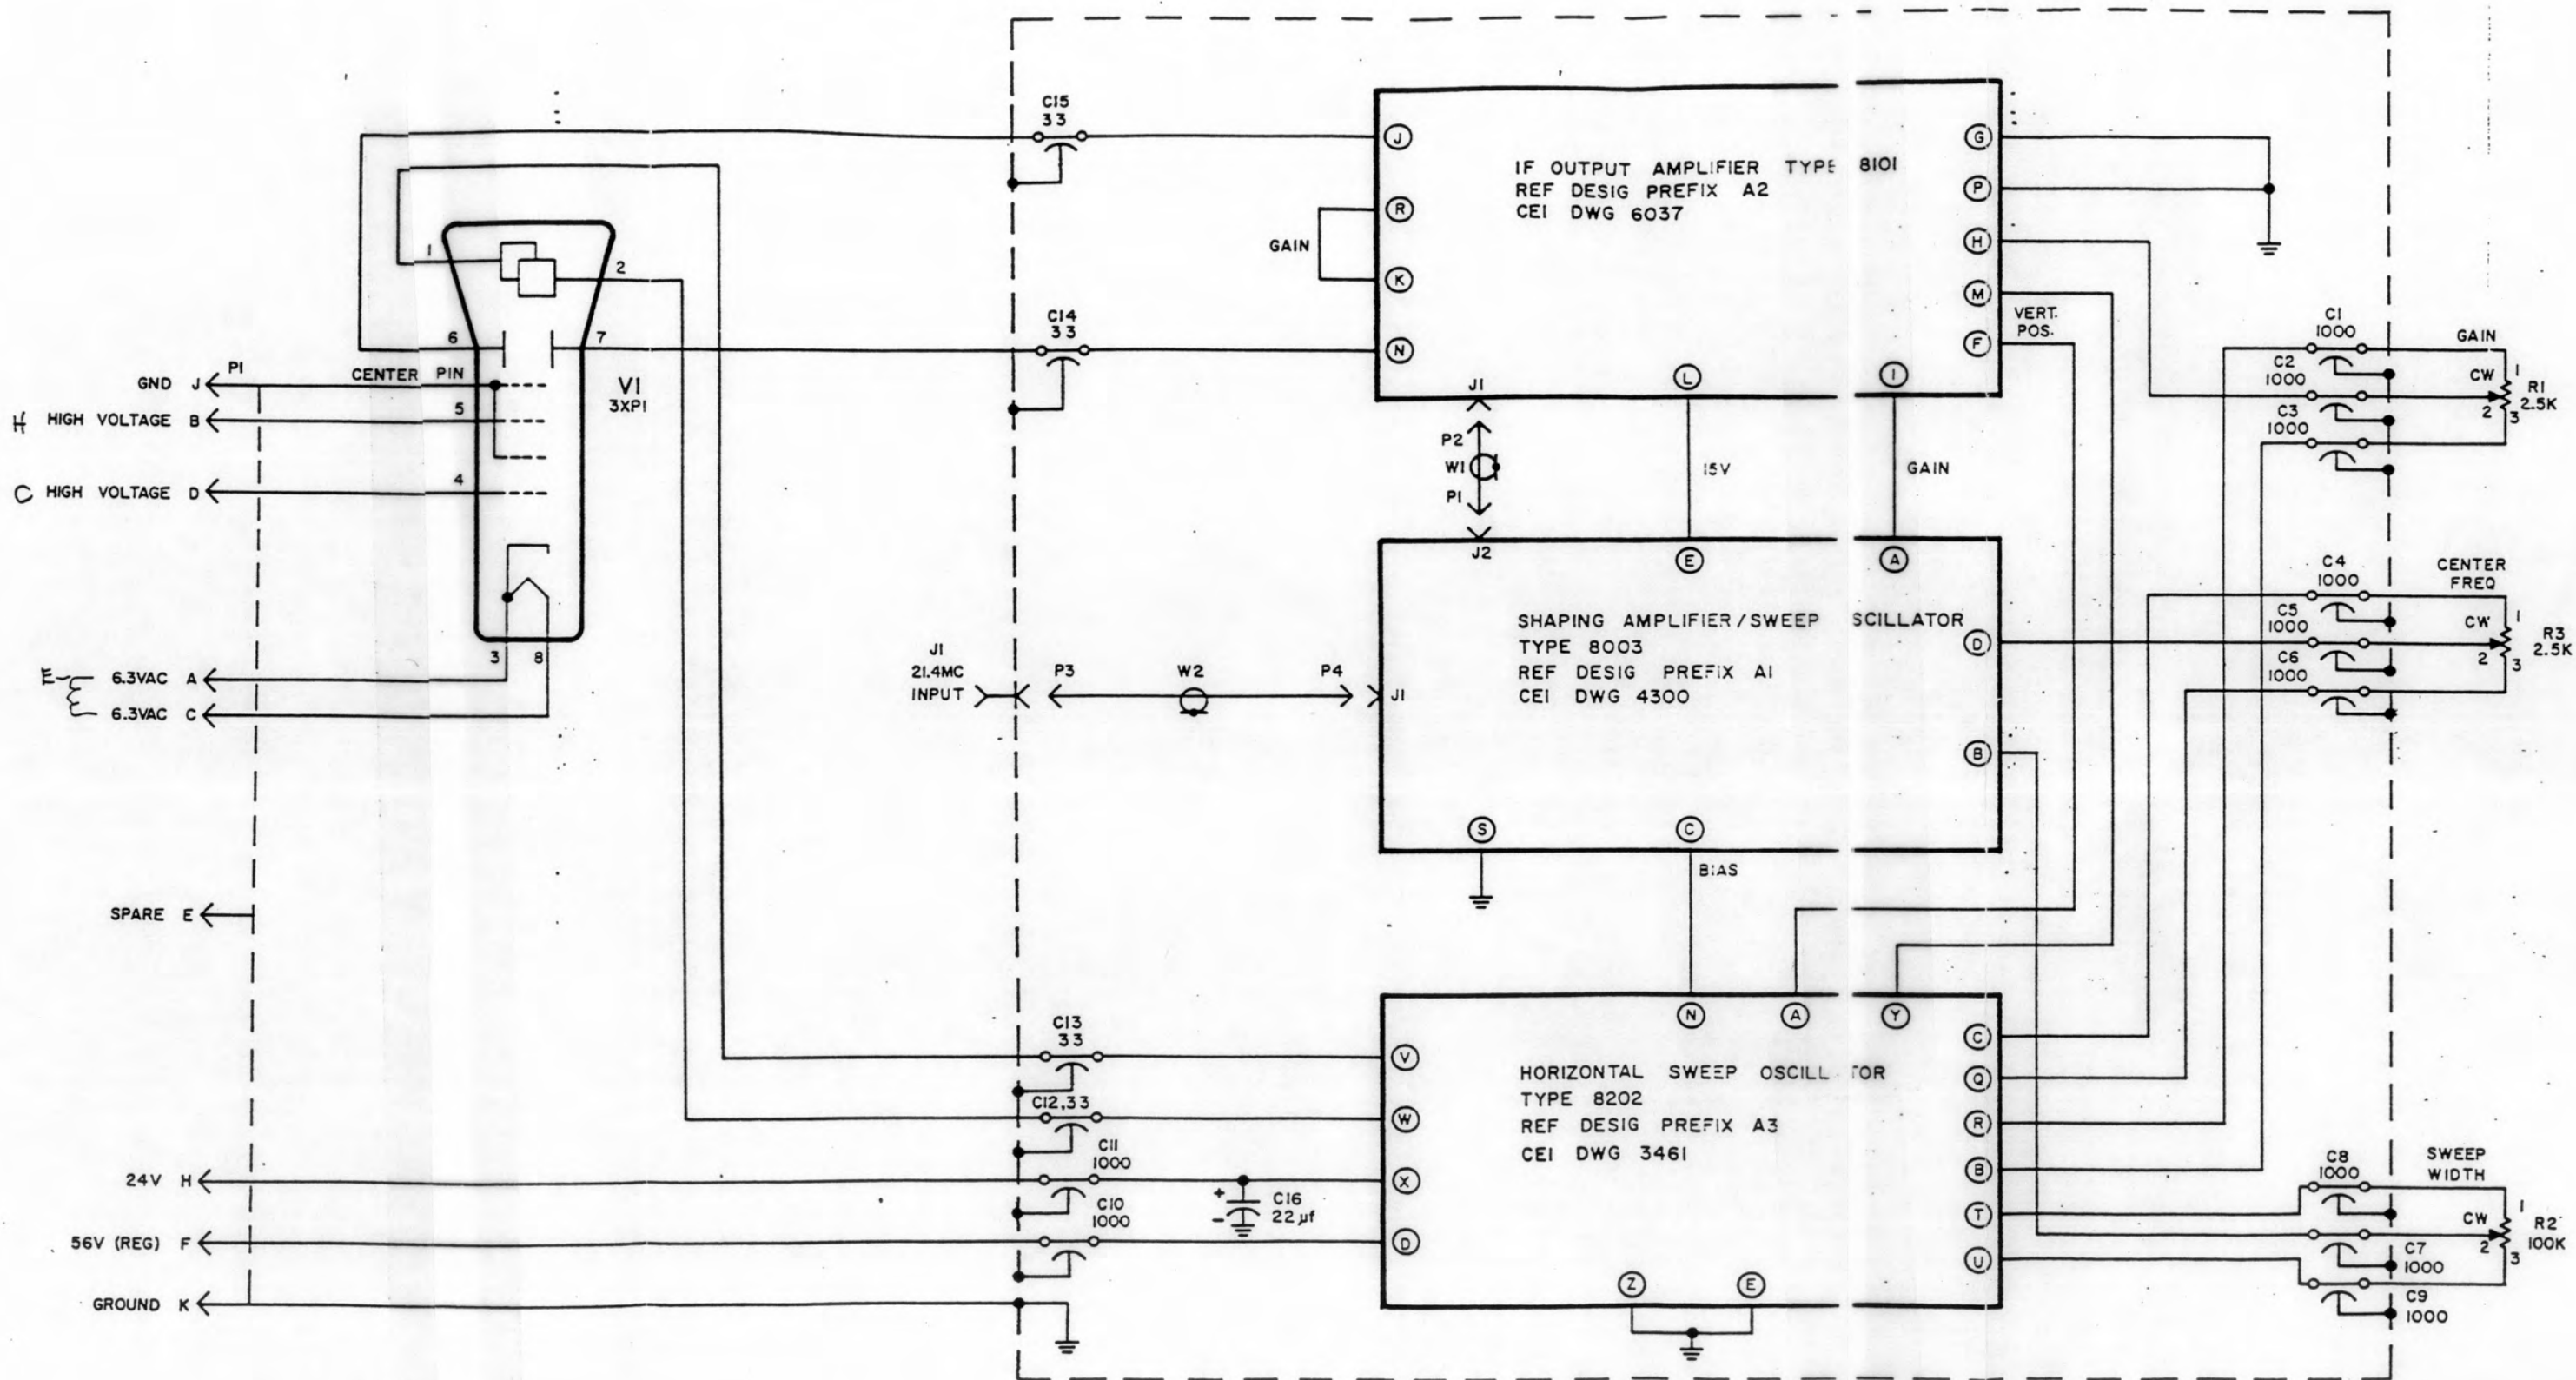 C15
33
J
R
GAIN
K
C14
33
N
IF OUTPUT AMPLIFIER TYPE 8101
REF DESIG PREFIX A2
CEI DWG 6037
G
P
H
M
VERT.
POS.
F
J1
L
I
P2
W1
P1
J2
15V
GAIN
1
2
6
7
P1
CENTER PIN
GND J
H HIGH VOLTAGE B
5
C HIGH VOLTAGE D
4
V1
3XP1
3
8
E
6.3VAC A
6.3VAC C
SPARE E
24V H
56V (REG) F
GROUND K
C1
1000
GAIN
C2
1000
CW
1
R1
2.5K
2
3
C3
1000
E
A
SHAPING AMPLIFIER/SWEEP SCILLATOR
TYPE 8003
REF DESIG PREFIX A1
CEI DWG 4300
D
B
S
C
BIAS
J1
21.4MC
INPUT
P3
W2
P4
J1
C4
1000
CENTER
FREQ
C5
1000
CW
1
R3
2.5K
2
3
C6
1000
C13
33
V
C12,33
W
C11
1000
X
+
-
C16
22 µf
C10
1000
D
N
A
Y
HORIZONTAL SWEEP OSCILL TOR
TYPE 8202
REF DESIG PREFIX A3
CEI DWG 3461
C
Q
R
B
T
U
Z
E
C8
1000
SWEEP
WIDTH
CW
1
R2
100K
2
3
C7
1000
C9
1000